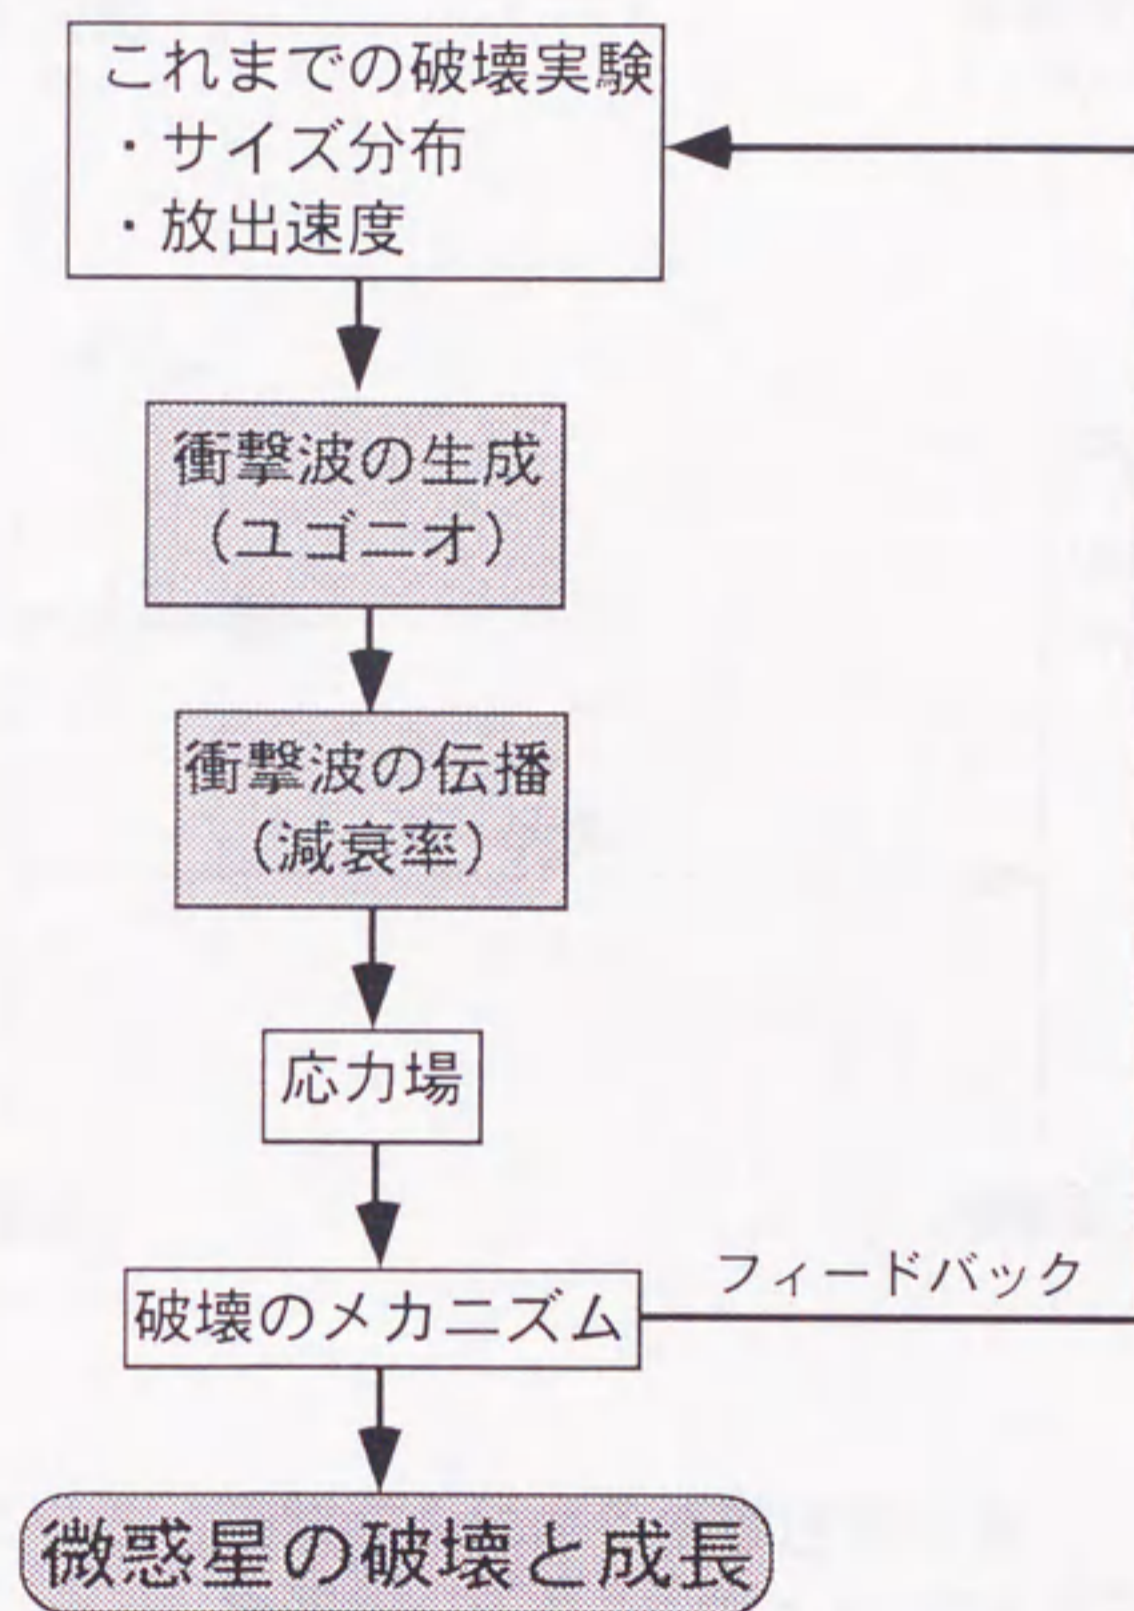 これまでの破壊実験
・サイズ分布
・放出速度
衝撃波の生成
(ユゴニオ)
衝撃波の伝播
(減衰率)
応力場
破壊のメカニズム
フィードバック
微惑星の破壊と成長